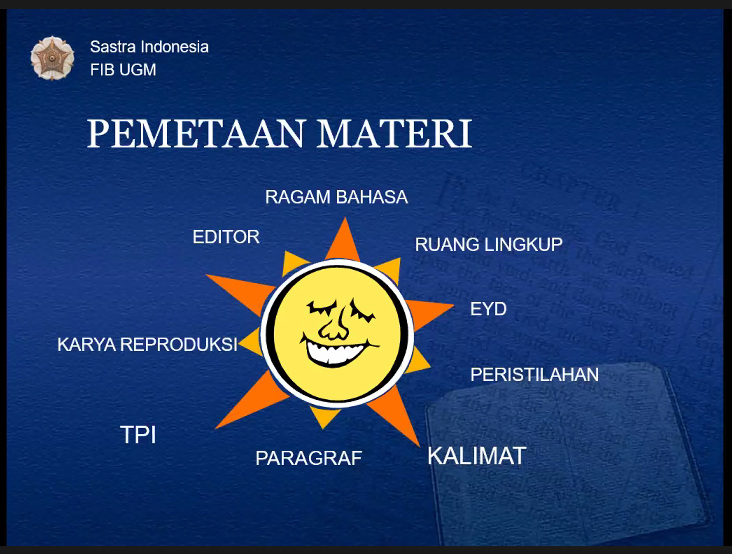 Sastra Indonesia
FIB UGM
PEMETAAN MATERI
RAGAM BAHASA
EDITOR
RUANG LINGKUP
EYD
KARYA REPRODUKSI
PERISTILAHAN
TPI
PARAGRAF
KALIMAT